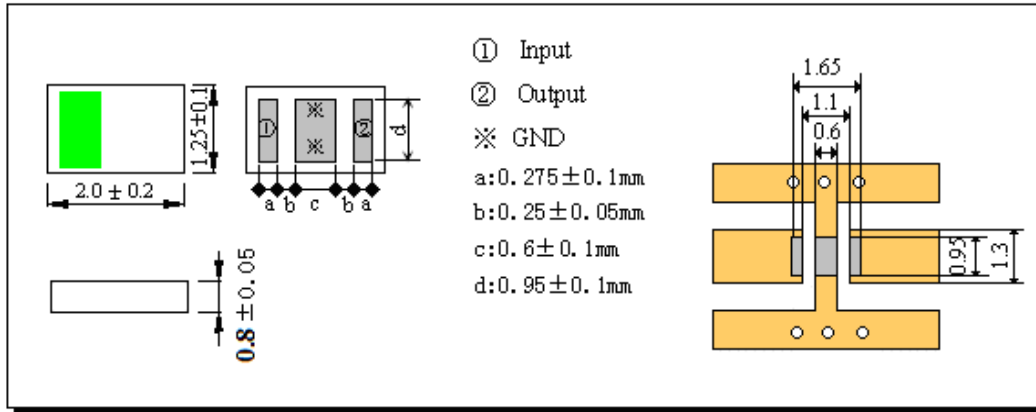 1.25±0.1
2.0 ± 0.2
①
※
※
②
d
a
b
c
b
a
0.8 ± 0.05
① Input
② Output
※ GND
a:0.275±0.1mm
b:0.25±0.05mm
c:0.6±0.1mm
d:0.95±0.1mm
1.65
1.1
0.6
0.95
1.3